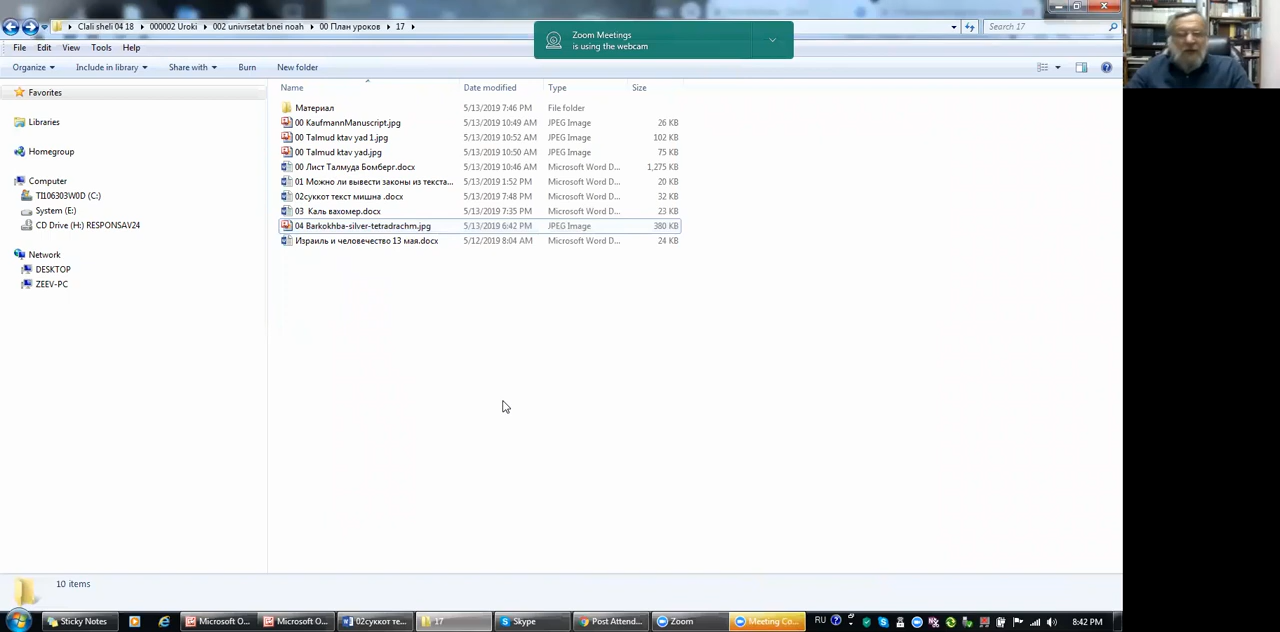 Clali sheli 04 18 000002 Uroki 002 univrsetat bnei noah 00 План уроков 17
Search 17
Zoom Meetings
is using the webcam
File Edit View Tools Help
Organize Include in library Share with Burn New folder
Name Date modified Type Size
Favorites
Libraries
Homegroup
Computer
TI106303W0D (C:)
System (E:)
CD Drive (H:) RESPONSAV24
Network
DESKTOP
ZEEV-PC
Материал 5/13/2019 7:46 PM File folder
00 KaufmannManuscript.jpg 5/13/2019 10:49 AM JPEG Image 26 KB
00 Talmud ktav yad 1.jpg 5/13/2019 10:52 AM JPEG Image 102 KB
00 Talmud ktav yad.jpg 5/13/2019 10:50 AM JPEG Image 75 KB
00 Лист Талмуда Бомберг.docx 5/13/2019 10:46 AM Microsoft Word D... 1,275 KB
01 Можно ли вывести законы из текста... 5/13/2019 1:52 PM Microsoft Word D... 20 KB
02суккот текст мишна .docx 5/13/2019 7:48 PM Microsoft Word D... 32 KB
03 Каль вахомер.docx 5/13/2019 7:35 PM Microsoft Word D... 23 KB
04 Barkokhba-silver-tetradrachm.jpg 5/13/2019 6:42 PM JPEG Image 380 KB
Израиль и человечество 13 мая.docx 5/12/2019 8:04 AM Microsoft Word D... 24 KB
10 items
Sticky Notes Microsoft O... Microsoft O... 02суккот те... 17 Skype Post Attend... Zoom Meeting Co... RU 8:42 PM